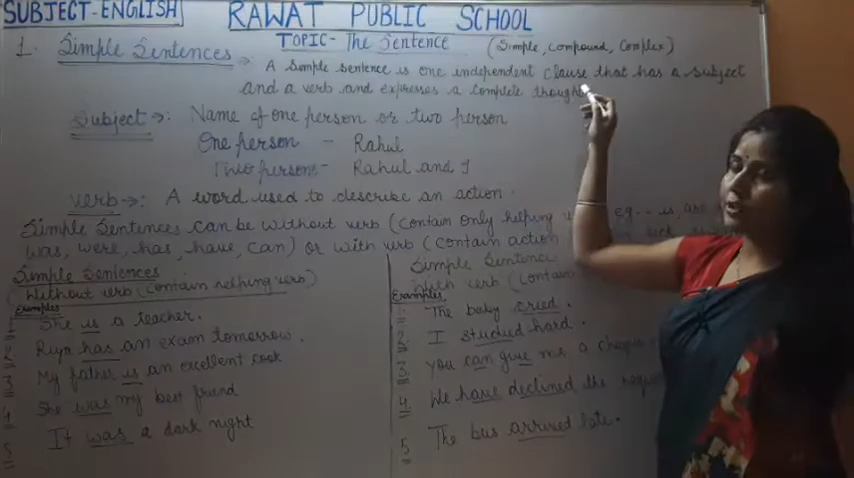 SUBJECT-ENGLISH
RAWAT PUBLIC SCHOOL
TOPIC- The Sentence (Simple, Compound, Complex)
1. Simple Sentences →:
A Simple sentence is one independent clause that has a subject
and a verb and expresses a complete thought
Subject →: Name of one person or two person
One person - Rahul
Two persons- Rahul and I
Verb →: A word used to describe an action.
Simple Sentences can be without verb (contain only helping eg.. is, are
was, were, has, have, can) or with verb (contain action
Simple Sentences
(Without verb (contain helping verb)
Examples
1 She is a teacher.
2 Riya has an exam tomorrow.
3 My father is an excellent cook
4 She was my best friend
5 It was a dark night
Simple Sentence
With verb (contain
Examples
1. The baby cried.
2. I studied hard.
3 You can give me a
4 We have declined the
5 The bus arrived late.